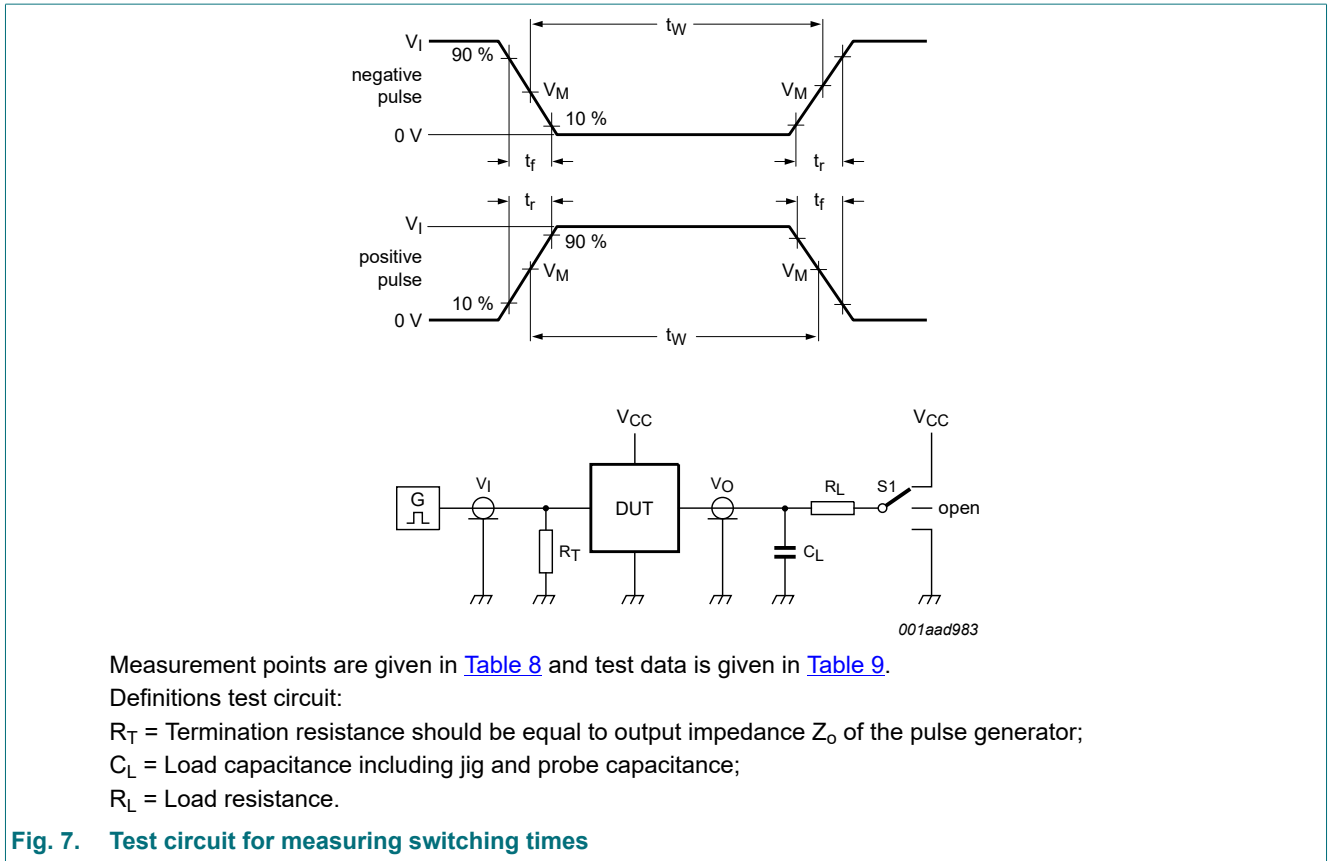 tW
VI
90 %
negative
pulse
VM
VM
10 %
0 V
tf
tr
tr
tf
VI
90 %
positive
pulse
VM
VM
10 %
0 V
tW
VCC
VCC
G
VI
DUT
VO
RL
S1
open
RT
CL
001aad983
Measurement points are given in Table 8 and test data is given in Table 9.
Definitions test circuit:
RT = Termination resistance should be equal to output impedance Zo of the pulse generator;
CL = Load capacitance including jig and probe capacitance;
RL = Load resistance.
Fig. 7. Test circuit for measuring switching times